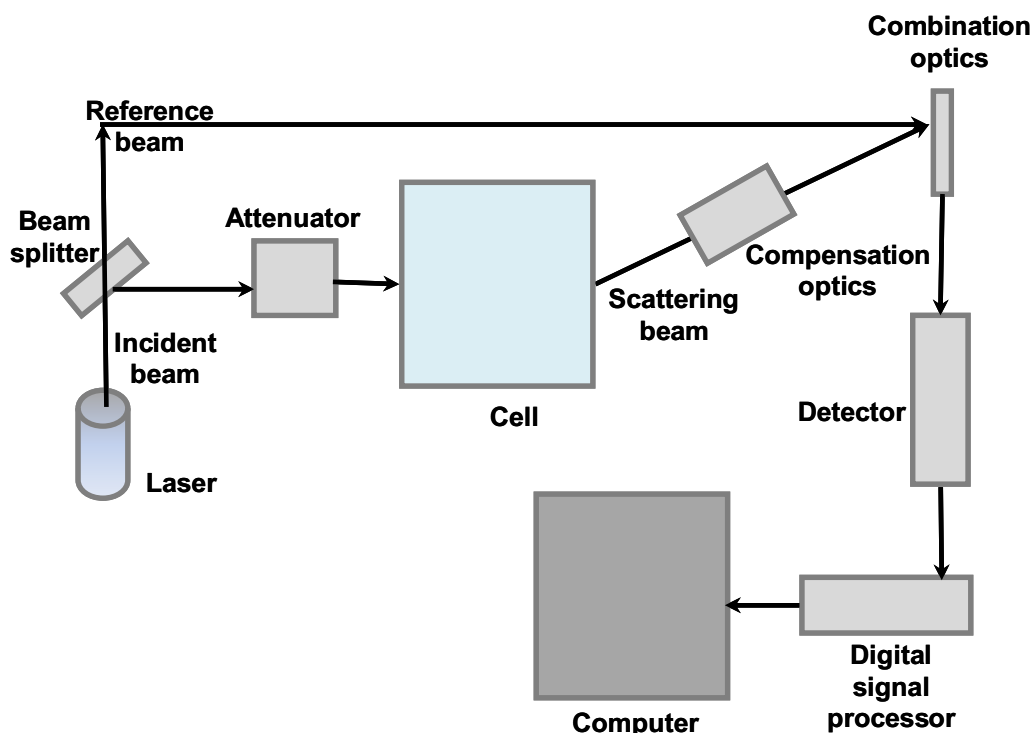 Combination
optics
Reference
beam
Beam
splitter
Attenuator
Compensation
optics
Scattering
beam
Incident
beam
Cell
Detector
Laser
Digital
signal
processor
Computer